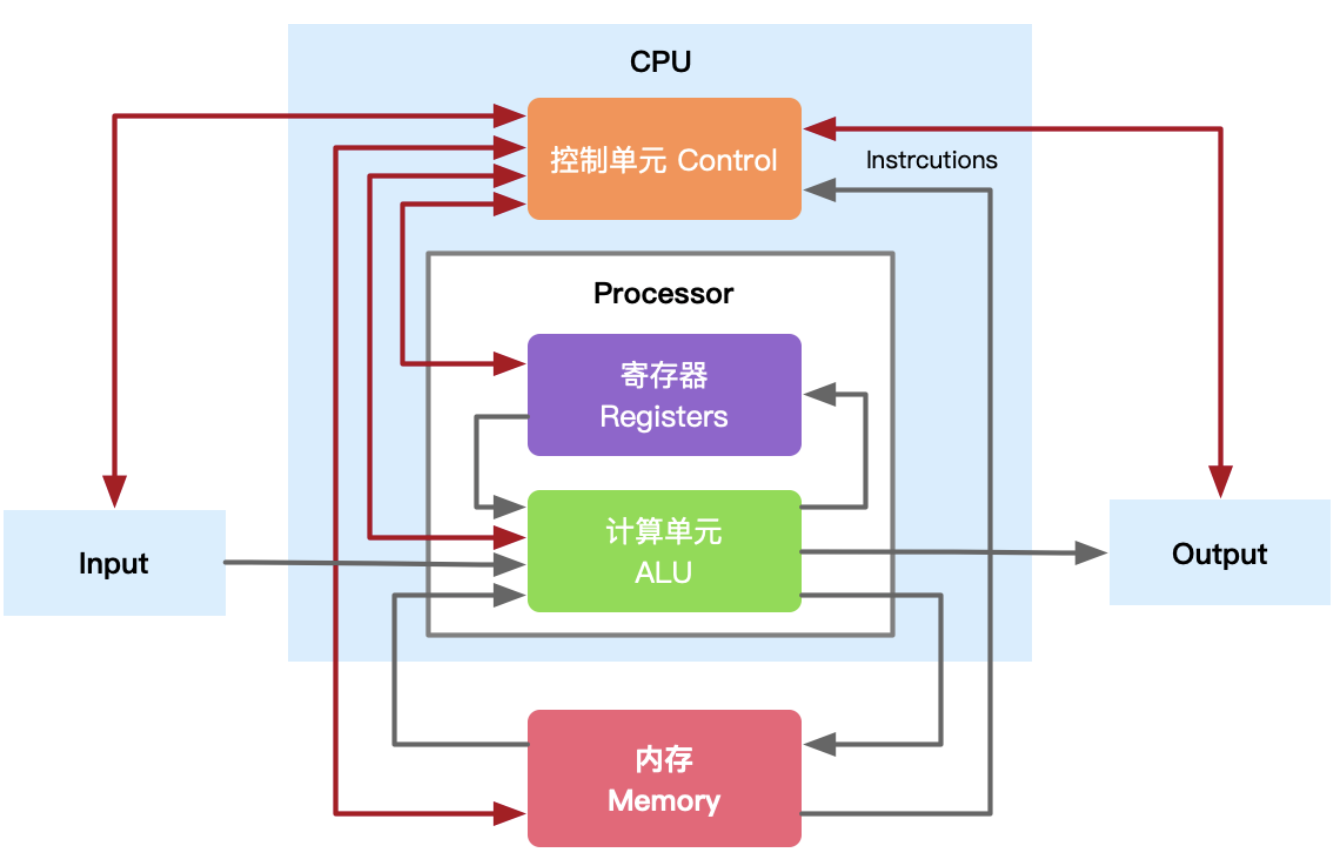 CPU
控制单元 Control
Instrcutions
Processor
寄存器
Registers
计算单元
ALU
Input
Output
内存
Memory